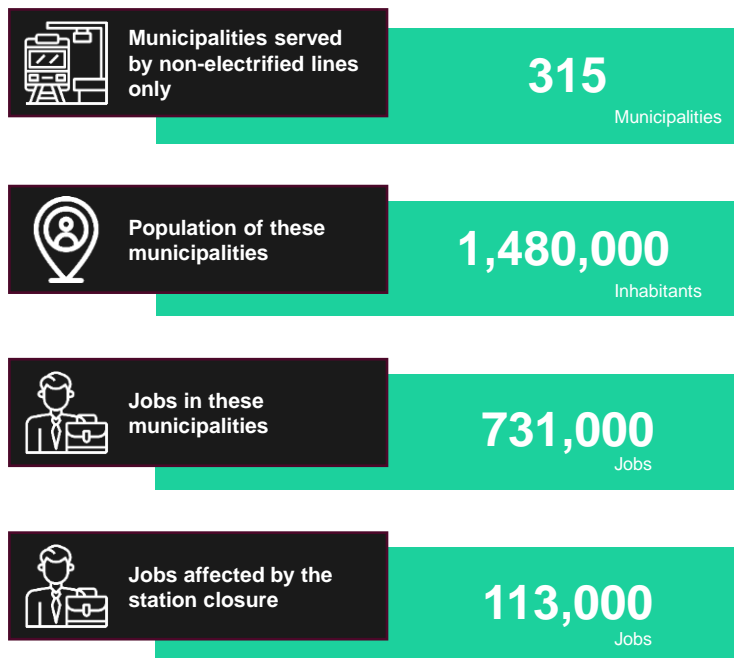 Municipalities served
by non-electrified lines
only
315
Municipalities
Population of these
municipalities
1,480,000
Inhabitants
Jobs in these
municipalities
731,000
Jobs
Jobs affected by the
station closure
113,000
Jobs